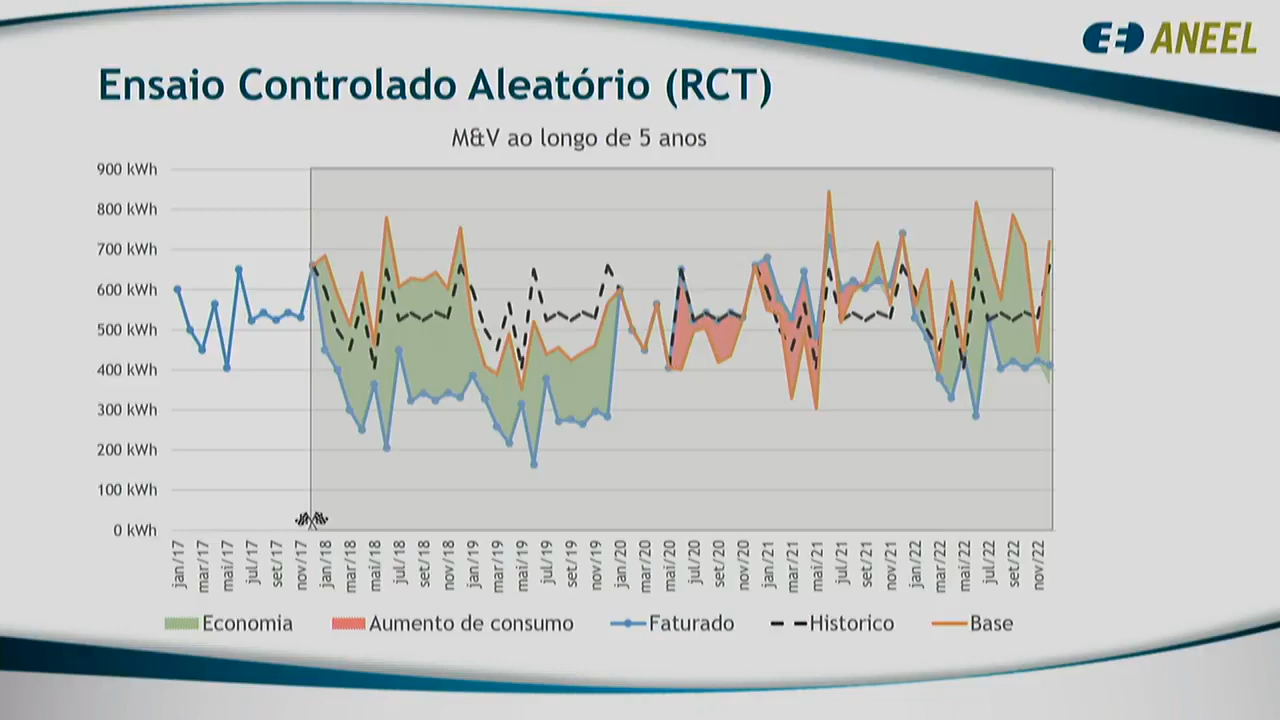 ANEEL
Ensaio Controlado Aleatório (RCT)
M&V ao longo de 5 anos
900 kWh
800 kWh
700 kWh
600 kWh
500 kWh
400 kWh
300 kWh
200 kWh
100 kWh
0 kWh
jan/17
mar/17
mai/17
jul/17
set/17
nov/17
jan/18
mar/18
mai/18
jul/18
set/18
nov/18
jan/19
mar/19
mai/19
jul/19
set/19
nov/19
jan/20
mar/20
mai/20
jul/20
set/20
nov/20
jan/21
mar/21
mai/21
jul/21
set/21
nov/21
jan/22
mar/22
mai/22
jul/22
set/22
nov/22
Economia Aumento de consumo Faturado Historico Base